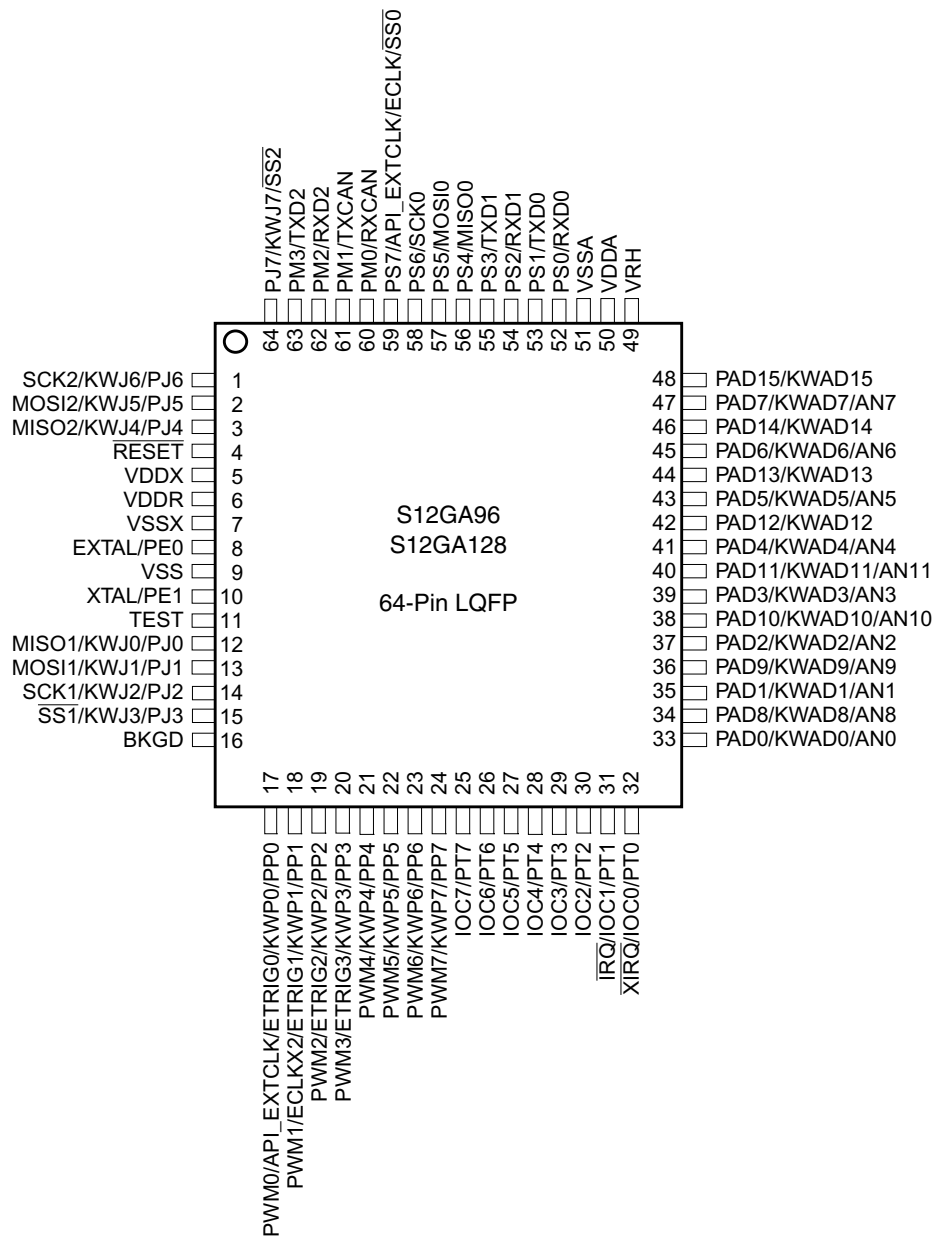 PJ7/KWJ7/SS2
PM3/TXD2
PM2/RXD2
PM1/TXCAN
PM0/RXCAN
PS7/API_EXTCLK/ECLK/SS0
PS6/SCK0
PS5/MOSI0
PS4/MISO0
PS3/TXD1
PS2/RXD1
PS1/TXD0
PS0/RXD0
VSSA
VDDA
VRH
64
63
62
61
60
59
58
57
56
55
54
53
52
51
50
49
SCK2/KWJ6/PJ6 1
MOSI2/KWJ5/PJ5 2
MISO2/KWJ4/PJ4 3
RESET 4
VDDX 5
VDDR 6
VSSX 7
EXTAL/PE0 8
VSS 9
XTAL/PE1 10
TEST 11
MISO1/KWJ0/PJ0 12
MOSI1/KWJ1/PJ1 13
SCK1/KWJ2/PJ2 14
SS1/KWJ3/PJ3 15
BKGD 16
S12GA96
S12GA128
64-Pin LQFP
48 PAD15/KWAD15
47 PAD7/KWAD7/AN7
46 PAD14/KWAD14
45 PAD6/KWAD6/AN6
44 PAD13/KWAD13
43 PAD5/KWAD5/AN5
42 PAD12/KWAD12
41 PAD4/KWAD4/AN4
40 PAD11/KWAD11/AN11
39 PAD3/KWAD3/AN3
38 PAD10/KWAD10/AN10
37 PAD2/KWAD2/AN2
36 PAD9/KWAD9/AN9
35 PAD1/KWAD1/AN1
34 PAD8/KWAD8/AN8
33 PAD0/KWAD0/AN0
17
18
19
20
21
22
23
24
25
26
27
28
29
30
31
32
PWM0/API_EXTCLK/ETRIG0/KWP0/PP0
PWM1/ECLKX2/ETRIG1/KWP1/PP1
PWM2/ETRIG2/KWP2/PP2
PWM3/ETRIG3/KWP3/PP3
PWM4/KWP4/PP4
PWM5/KWP5/PP5
PWM6/KWP6/PP6
PWM7/KWP7/PP7
IOC7/PT7
IOC6/PT6
IOC5/PT5
IOC4/PT4
IOC3/PT3
IOC2/PT2
IRQ/IOC1/PT1
XIRQ/IOC0/PT0